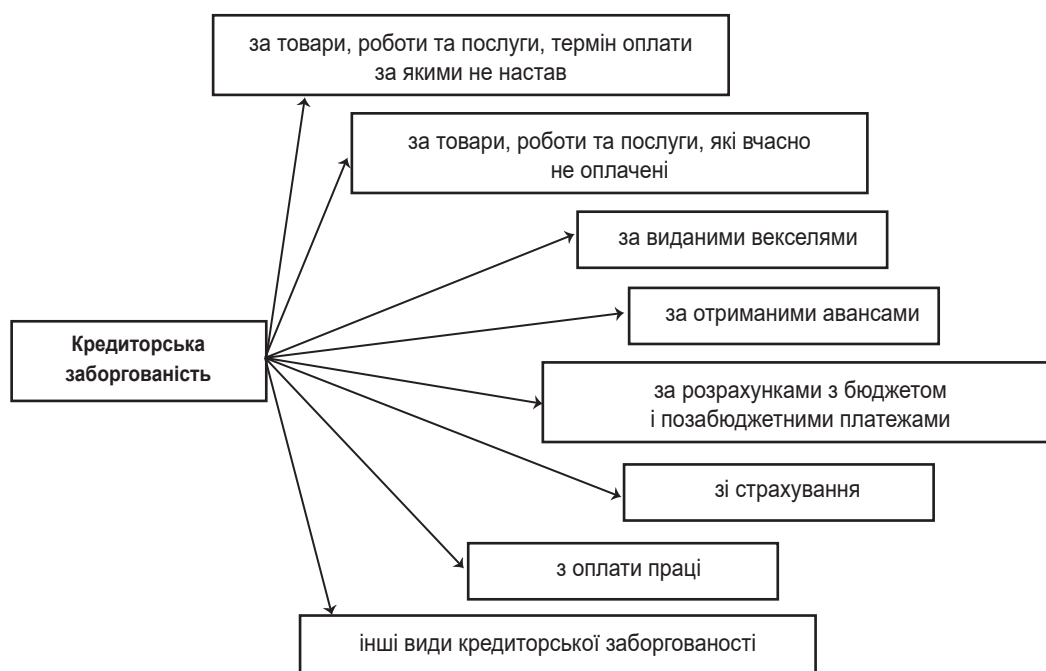 за товари, роботи та послуги, термін оплати
за якими не настав
за товари, роботи та послуги, які вчасно
не оплачені
за виданими векселями
за отриманими авансами
Кредиторська
заборгованість
за розрахунками з бюджетом
і позабюджетними платежами
зі страхування
з оплати праці
інші види кредиторської заборгованості